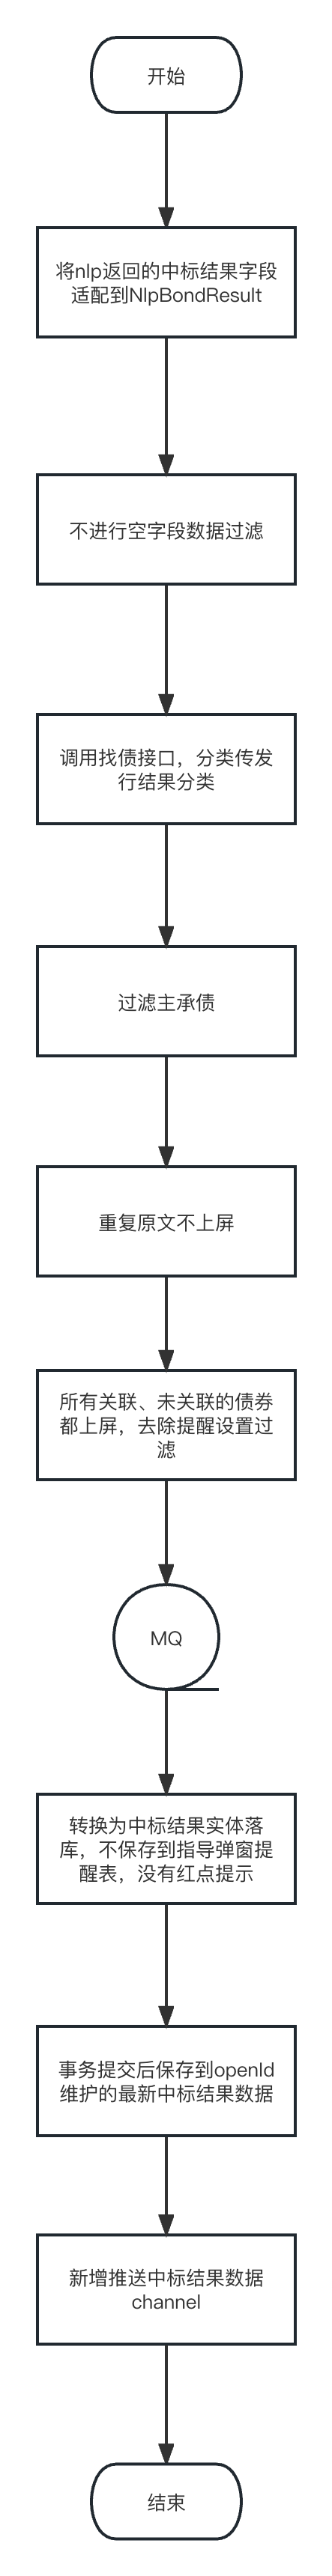 开始
将nlp返回的中标结果字段
适配到NlpBondResult
不进行空字段数据过滤
调用找债接口，分类传发
行结果分类
过滤主承债
重复原文不上屏
所有关联、未关联的债券
都上屏，去除提醒设置过
滤
MQ
转换为中标结果实体落
库，不保存到指导弹窗提
醒表，没有红点提示
事务提交后保存到openId
维护的最新中标结果数据
新增推送中标结果数据
channel
结束